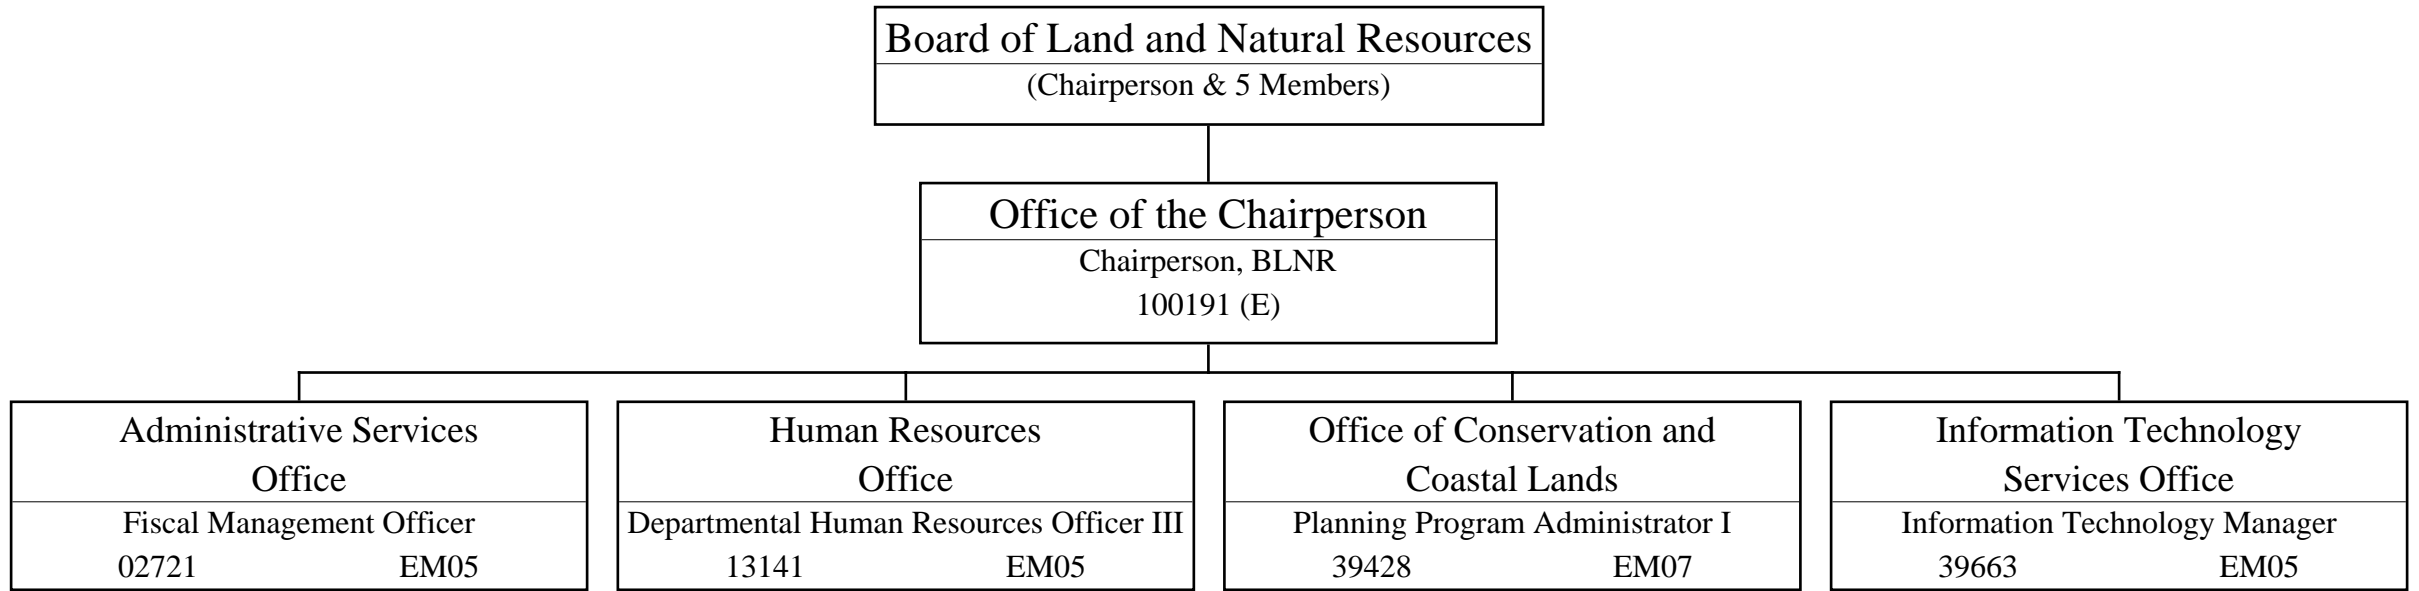 Board of Land and Natural Resources
(Chairperson & 5 Members)
Office of the Chairperson
Chairperson, BLNR
100191 (E)
Administrative Services
Office
Fiscal Management Officer
02721 EM05
Human Resources
Office
Departmental Human Resources Officer III
13141 EM05
Office of Conservation and
Coastal Lands
Planning Program Administrator I
39428 EM07
Information Technology
Services Office
Information Technology Manager
39663 EM05